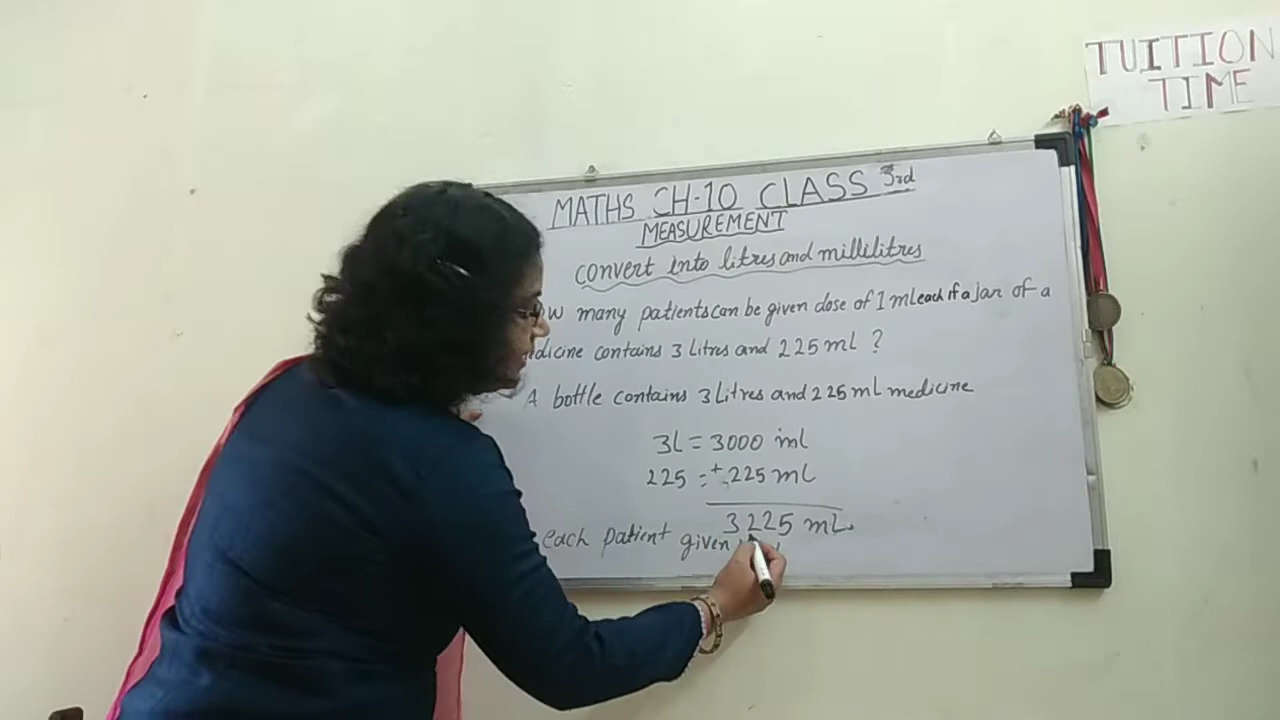 TUITION
TIME
MATHS CH-10 CLASS 3rd
MEASUREMENT
convert into litres and millilitres
many patients can be given dose of 1 mL each if a jar of a
contains 3 Litres and 225 mL ?
A bottle contains 3 Litres and 225 mL medicine
3L = 3000 ml
225 = + 225 mL
3225 mL
each patient given